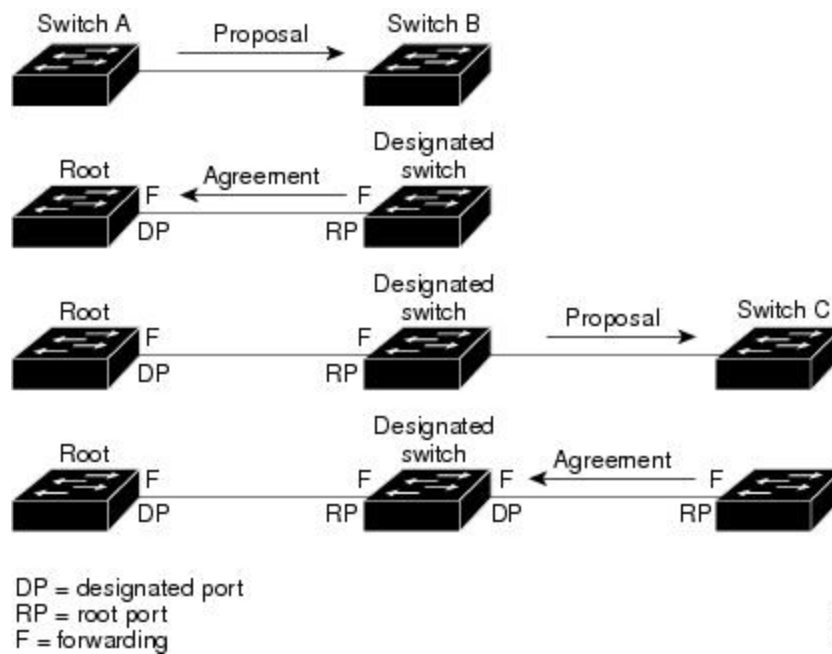 Switch A
Proposal
Switch B
Root
F
Agreement
F
Designated
switch
DP
RP
Root
F
F
Designated
switch
Proposal
Switch C
DP
RP
Root
F
F
Designated
switch
F
Agreement
F
DP
RP
DP
RP
DP = designated port
RP = root port
F = forwarding